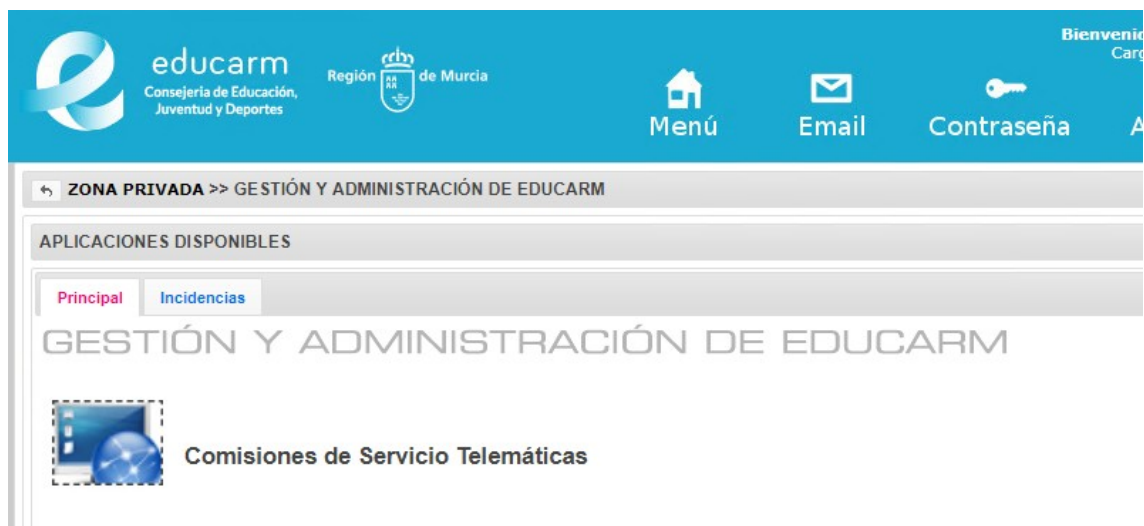 educarm
Consejería de Educación,
Juventud y Deportes
Región de Murcia
Menú
Email
Contraseña
ZONA PRIVADA >> GESTIÓN Y ADMINISTRACIÓN DE EDUCARM
APLICACIONES DISPONIBLES
Principal Incidencias
GESTIÓN Y ADMINISTRACIÓN DE EDUCARM
Comisiones de Servicio Telemáticas